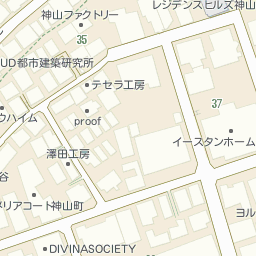 神山ファクトリー
レジデンスヒルズ神山
35
UD都市建築研究所
テセラ工房
37
proof
ウハイム
イースタンホーム
澤田工房
谷
メリアコート神山町
ヨル
DIVINASOCIETY